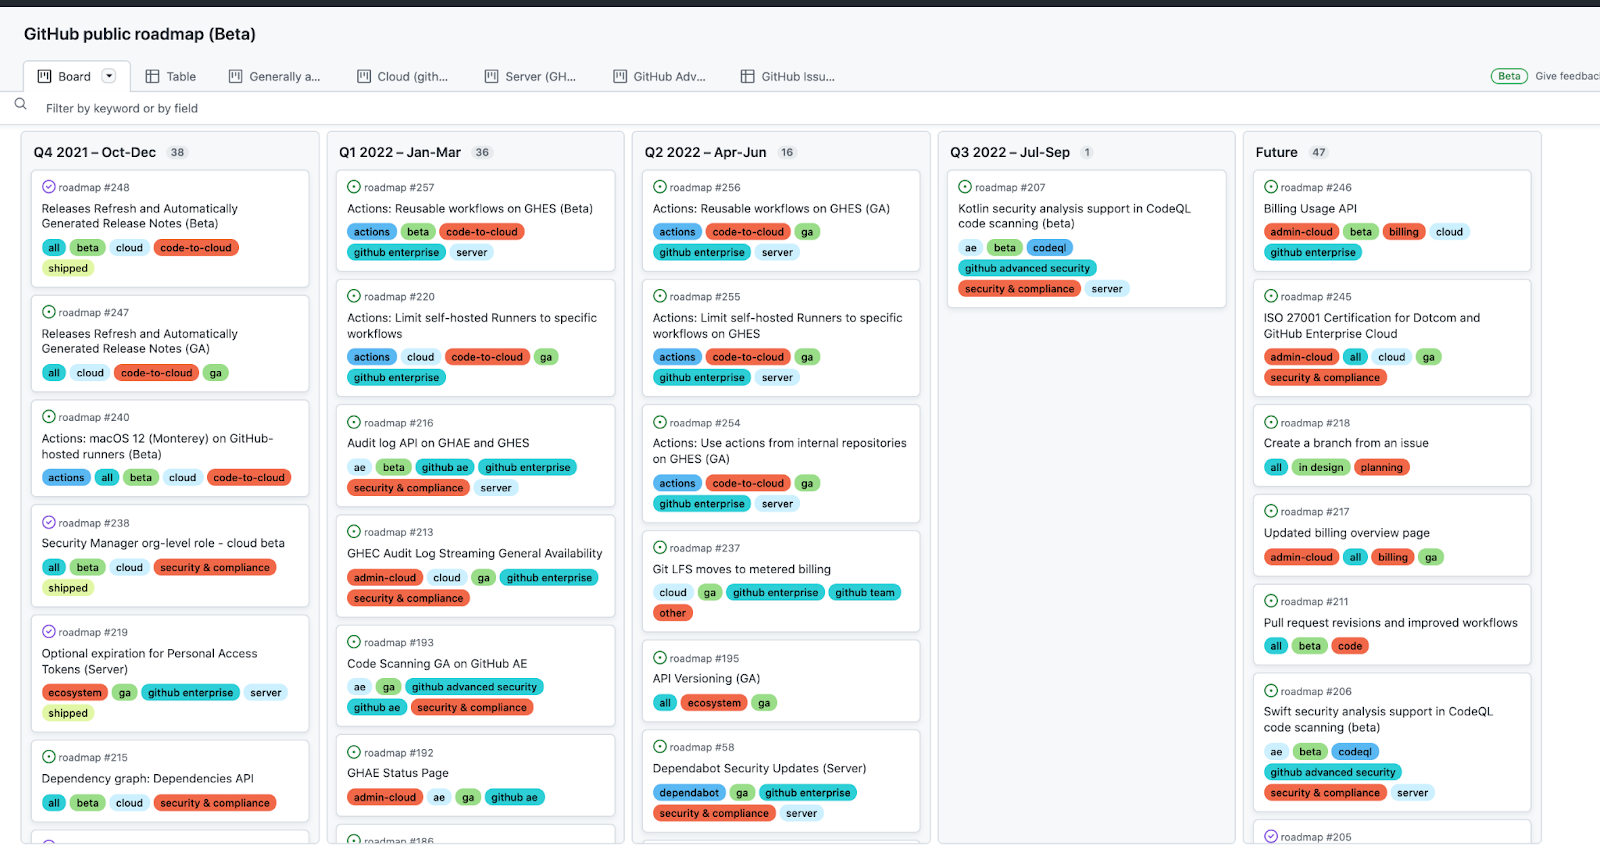 GitHub public roadmap (Beta)
Board
Table
Generally a...
Cloud (gith...
Server (GH...
GitHub Adv...
GitHub Issu...
Beta Give feedbac
Filter by keyword or by field
Q4 2021 – Oct-Dec 38
roadmap #248
Releases Refresh and Automatically
Generated Release Notes (Beta)
all beta cloud code-to-cloud
shipped
roadmap #247
Releases Refresh and Automatically
Generated Release Notes (GA)
all cloud code-to-cloud ga
roadmap #240
Actions: macOS 12 (Monterey) on GitHub-
hosted runners (Beta)
actions all beta cloud code-to-cloud
roadmap #238
Security Manager org-level role - cloud beta
all beta cloud security & compliance
shipped
roadmap #219
Optional expiration for Personal Access
Tokens (Server)
ecosystem ga github enterprise server
shipped
roadmap #215
Dependency graph: Dependencies API
all beta cloud security & compliance
Q1 2022 – Jan-Mar 36
roadmap #257
Actions: Reusable workflows on GHES (Beta)
actions beta code-to-cloud
github enterprise server
roadmap #220
Actions: Limit self-hosted Runners to specific
workflows
actions cloud code-to-cloud ga
github enterprise
roadmap #216
Audit log API on GHAE and GHES
ae beta github ae github enterprise
security & compliance server
roadmap #213
GHEC Audit Log Streaming General Availability
admin-cloud cloud ga github enterprise
security & compliance
roadmap #193
Code Scanning GA on GitHub AE
ae ga github advanced security
github ae security & compliance
roadmap #192
GHAE Status Page
admin-cloud ae ga github ae
roadmap #186
Q2 2022 – Apr-Jun 16
roadmap #256
Actions: Reusable workflows on GHES (GA)
actions code-to-cloud ga
github enterprise server
roadmap #255
Actions: Limit self-hosted Runners to specific
workflows on GHES
actions code-to-cloud ga
github enterprise server
roadmap #254
Actions: Use actions from internal repositories
on GHES (GA)
actions code-to-cloud ga
github enterprise server
roadmap #237
Git LFS moves to metered billing
cloud ga github enterprise github team
other
roadmap #195
API Versioning (GA)
all ecosystem ga
roadmap #58
Dependabot Security Updates (Server)
dependabot ga github enterprise
security & compliance server
Q3 2022 – Jul-Sep 1
roadmap #207
Kotlin security analysis support in CodeQL
code scanning (beta)
ae beta codeql
github advanced security
security & compliance server
Future 47
roadmap #246
Billing Usage API
admin-cloud beta billing cloud
github enterprise
roadmap #245
ISO 27001 Certification for Dotcom and
GitHub Enterprise Cloud
admin-cloud all cloud ga
security & compliance
roadmap #218
Create a branch from an issue
all in design planning
roadmap #217
Updated billing overview page
admin-cloud all billing ga
roadmap #211
Pull request revisions and improved workflows
all beta code
roadmap #206
Swift security analysis support in CodeQL
code scanning (beta)
ae beta codeql
github advanced security
security & compliance server
roadmap #205